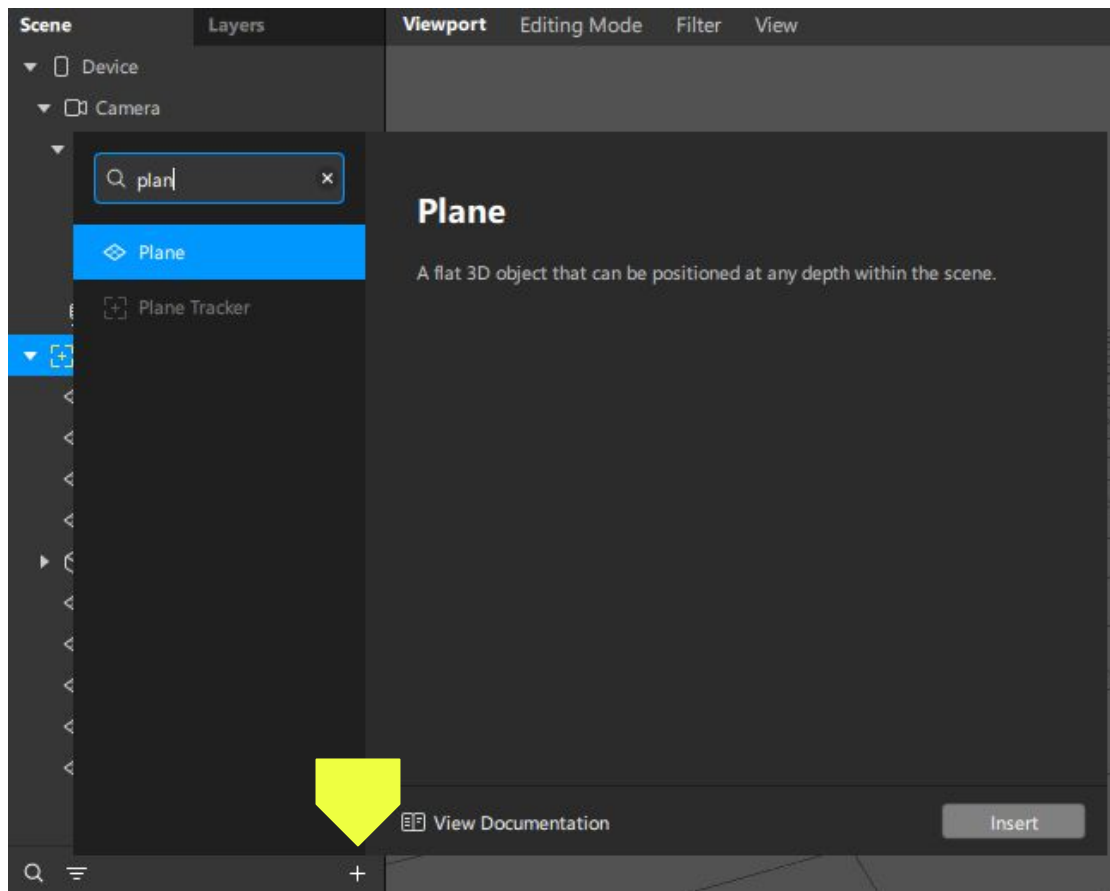 Scene Layers Viewport Editing Mode Filter View
Device
Camera
plan
Plane
Plane Tracker
Plane
A flat 3D object that can be positioned at any depth within the scene.
View Documentation
Insert